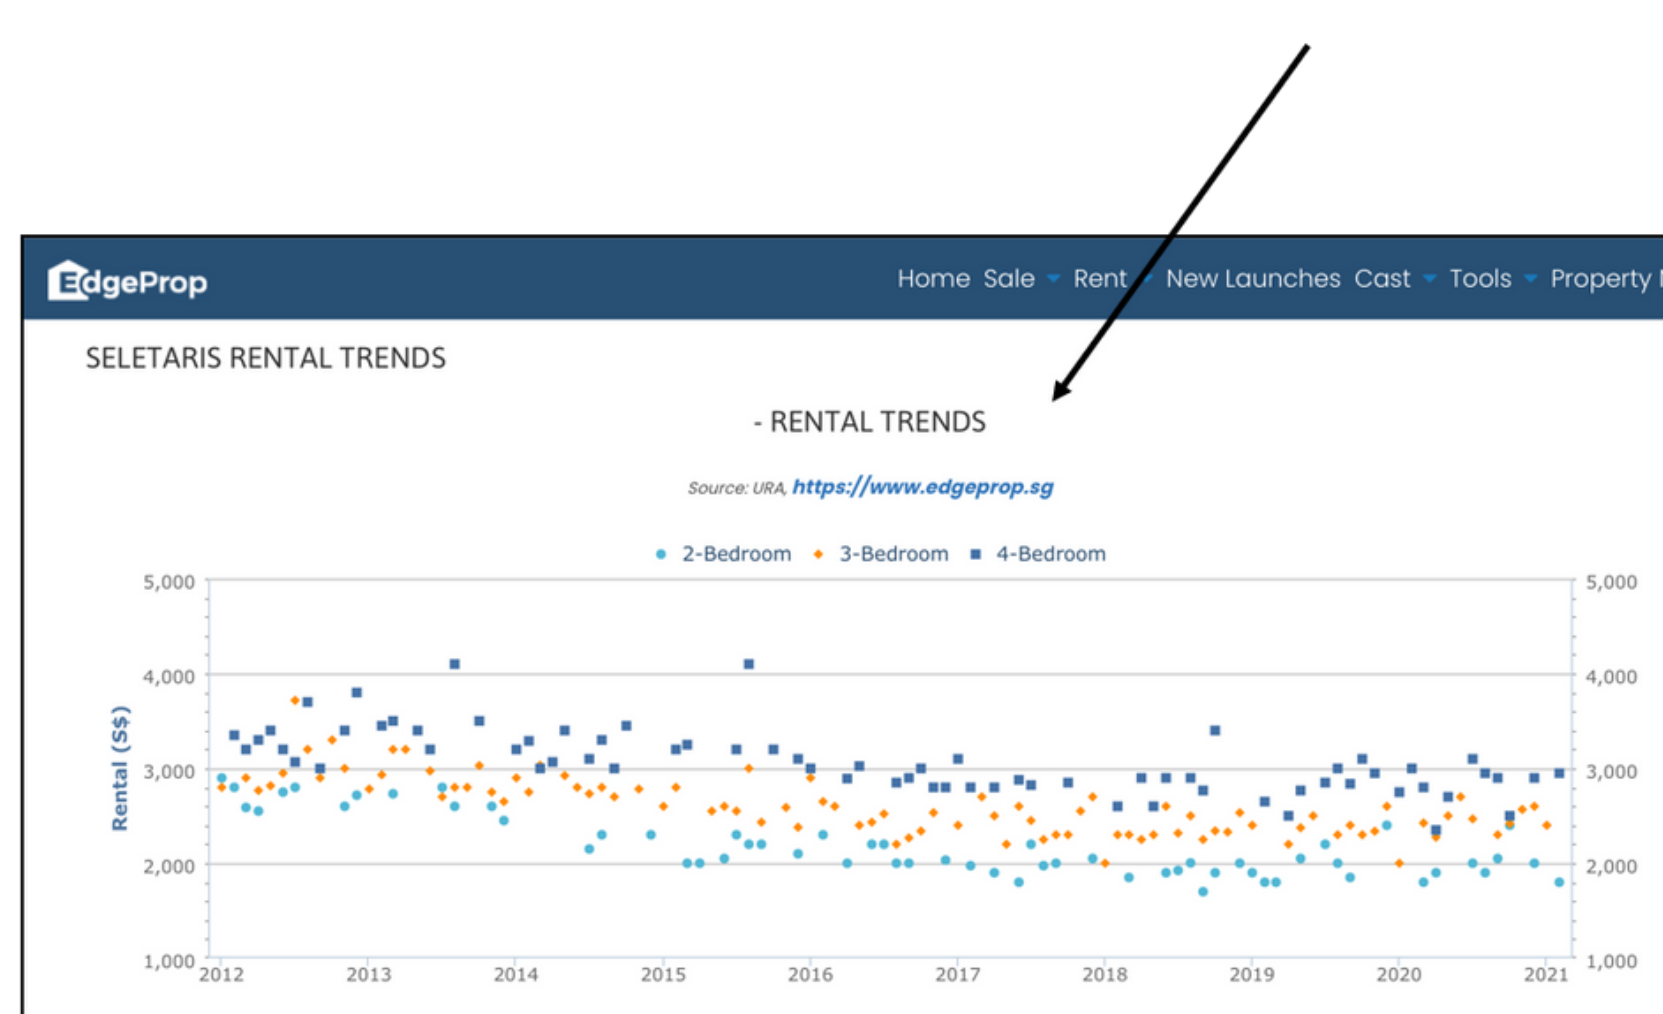 EdgeProp
Home Sale Rent New Launches Cast Tools Property
SELETARIS RENTAL TRENDS
- RENTAL TRENDS
Source: URA, https://www.edgeprop.sg
2-Bedroom 3-Bedroom 4-Bedroom
5,000 5,000
4,000 4,000
Rental (S$)
3,000 3,000
2,000 2,000
1,000 1,000
2012 2013 2014 2015 2016 2017 2018 2019 2020 2021